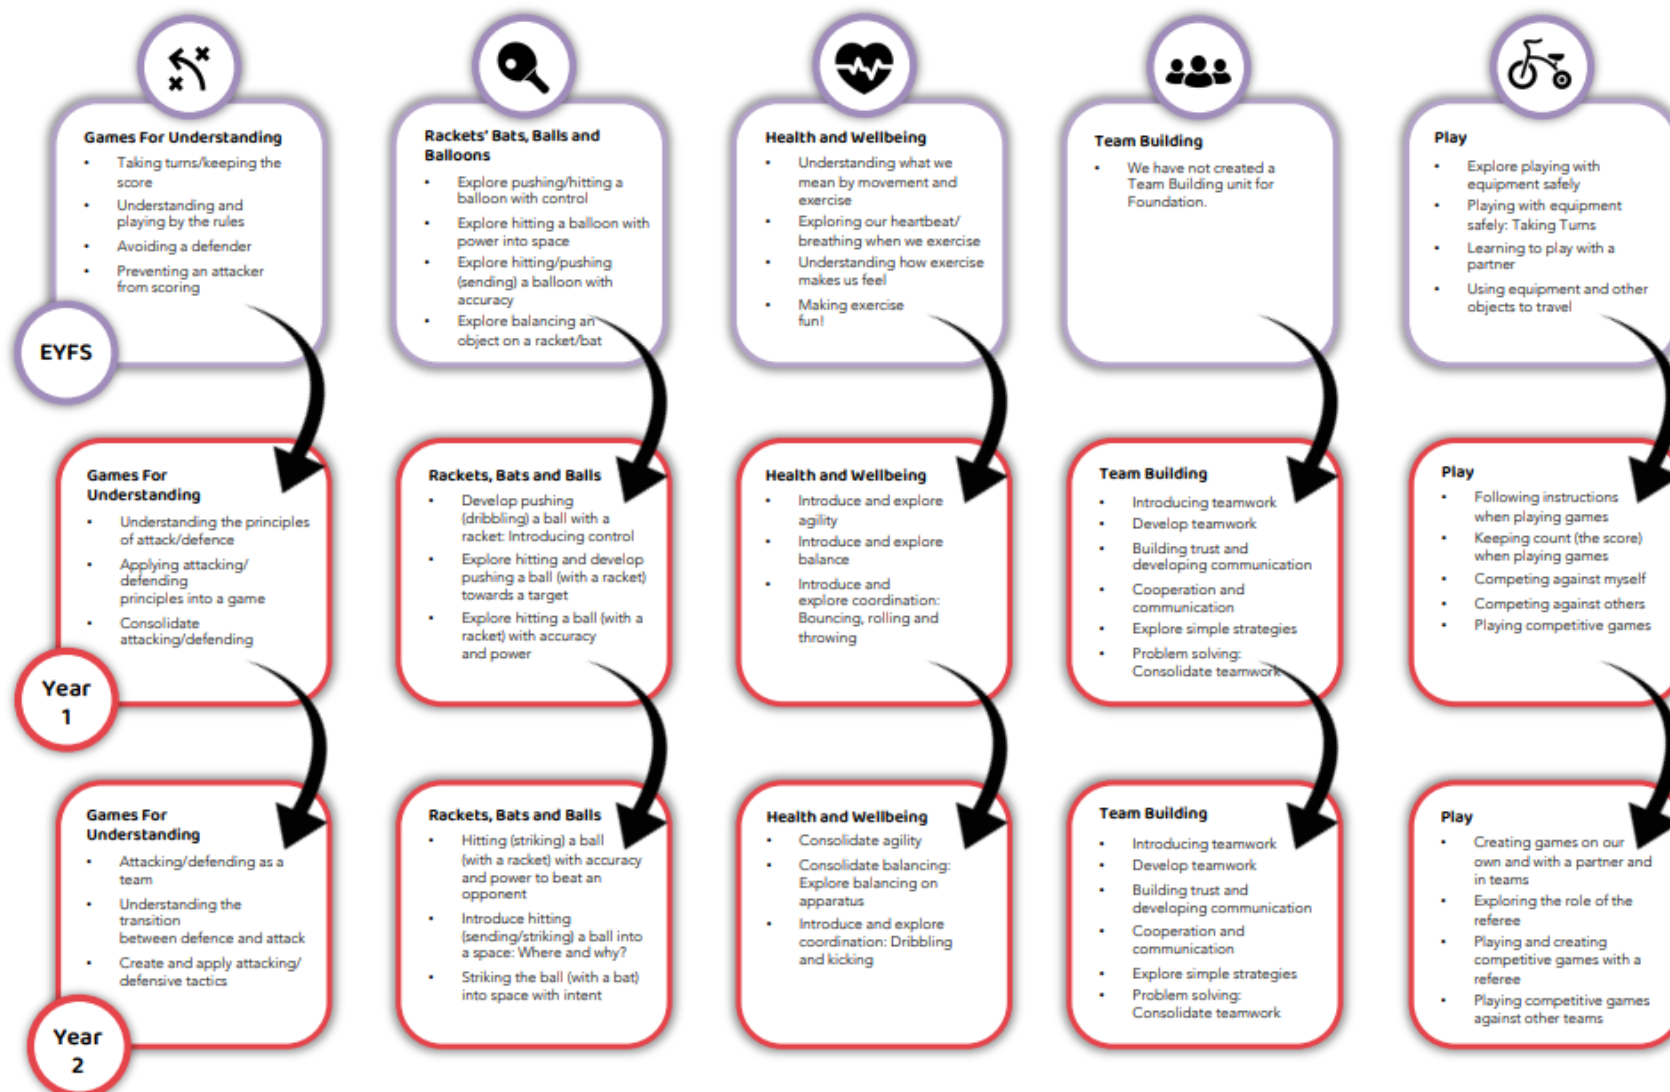 Games For Understanding
Taking turns/keeping the
score
Understanding and
playing by the rules
Avoiding a defender
Preventing an attacker
from scoring
EYFS
Rackets' Bats, Balls and
Balloons
Explore pushing/hitting a
balloon with control
Explore hitting a balloon with
power into space
Explore hitting/pushing
(sending) a balloon with
accuracy
Explore balancing an
object on a racket/bat
Health and Wellbeing
Understanding what we
mean by movement and
exercise
Exploring our heartbeat/
breathing when we exercise
Understanding how exercise
makes us feel
Making exercise
fun!
Team Building
We have not created a
Team Building unit for
Foundation.
Play
Explore playing with
equipment safely
Playing with equipment
safely: Taking Turns
Learning to play with a
partner
Using equipment and other
objects to travel
Games For
Understanding
Understanding the principles
of attack/defence
Applying attacking/
defending
principles into a game
Consolidate
attacking/defending
Year
1
Rackets, Bats and Balls
Develop pushing
(dribbling) a ball with a
racket: Introducing control
Explore hitting and develop
pushing a ball (with a racket)
towards a target
Explore hitting a ball (with a
racket) with accuracy
and power
Health and Wellbeing
Introduce and explore
agility
Introduce and explore
balance
Introduce and
explore coordination:
Bouncing, rolling and
throwing
Team Building
Introducing teamwork
Develop teamwork
Building trust and
developing communication
Cooperation and
communication
Explore simple strategies
Problem solving:
Consolidate teamwork
Play
Following instructions
when playing games
Keeping count (the score)
when playing games
Competing against myself
Competing against others
Playing competitive games
Games For
Understanding
Attacking/defending as a
team
Understanding the
transition
between defence and attack
Create and apply attacking/
defensive tactics
Year
2
Rackets, Bats and Balls
Hitting (striking) a ball
(with a racket) with accuracy
and power to beat an
opponent
Introduce hitting
(sending/striking) a ball into
a space: Where and why?
Striking the ball (with a bat)
into space with intent
Health and Wellbeing
Consolidate agility
Consolidate balancing:
Explore balancing on
apparatus
Introduce and explore
coordination: Dribbling
and kicking
Team Building
Introducing teamwork
Develop teamwork
Building trust and
developing communication
Cooperation and
communication
Explore simple strategies
Problem solving:
Consolidate teamwork
Play
Creating games on our
own and with a partner and
in teams
Exploring the role of the
referee
Playing and creating
competitive games with a
referee
Playing competitive games
against other teams